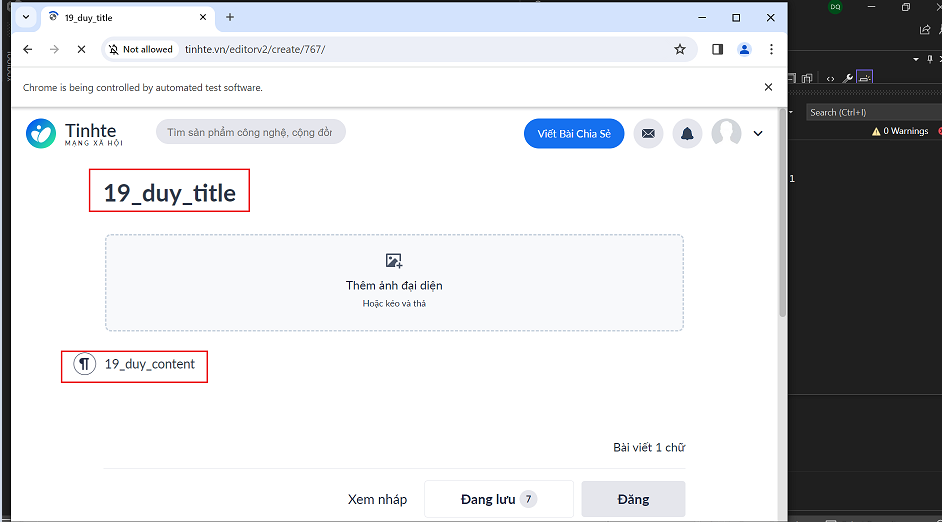 19_duy_title
DQ
Not allowed
tinhte.vn/editorv2/create/767/
Chrome is being controlled by automated test software.
Search (Ctrl+I)
0 Warnings
Tinhte
MẠNG XÃ HỘI
Tìm sản phẩm công nghệ, cộng đồn
Viết Bài Chia Sẻ
1
19_duy_title
Thêm ảnh đại diện
Hoặc kéo và thả
19_duy_content
Bài viết 1 chữ
Xem nháp
Đang lưu 7
Đăng